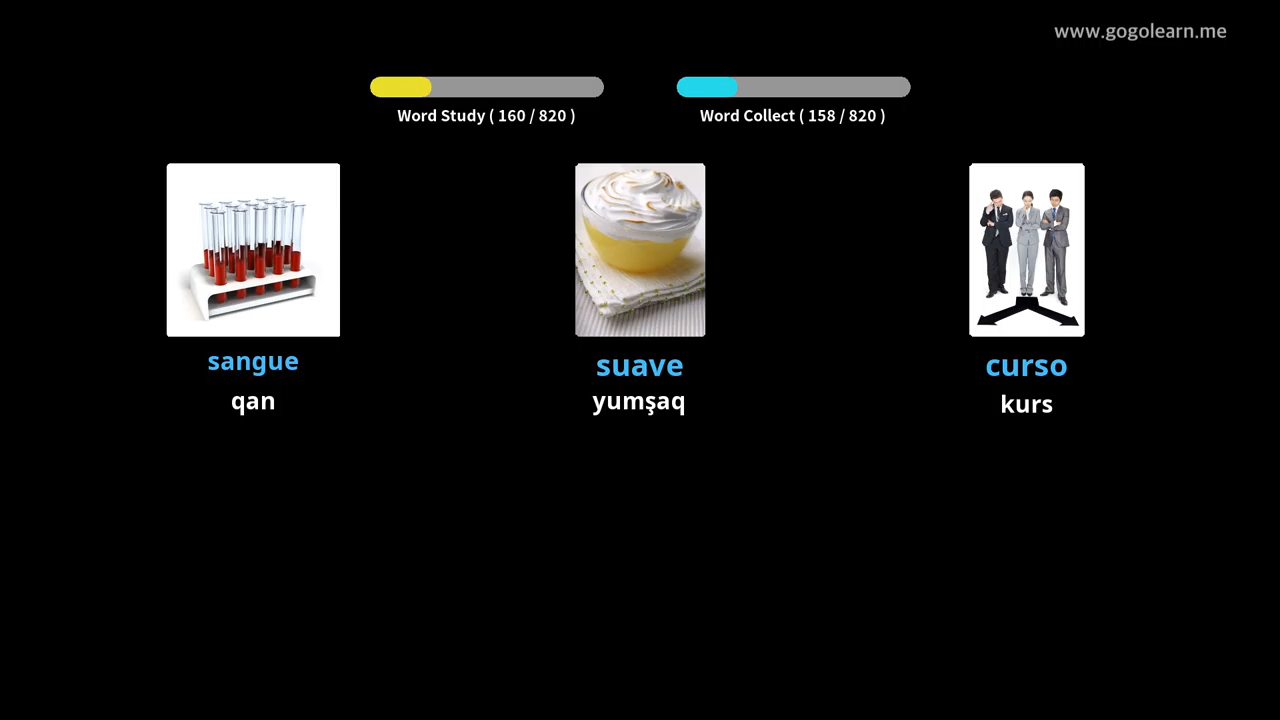 www.gogolearn.me
Word Study ( 160 / 820 )
Word Collect ( 158 / 820 )
sangue
qan
suave
yumşaq
curso
kurs